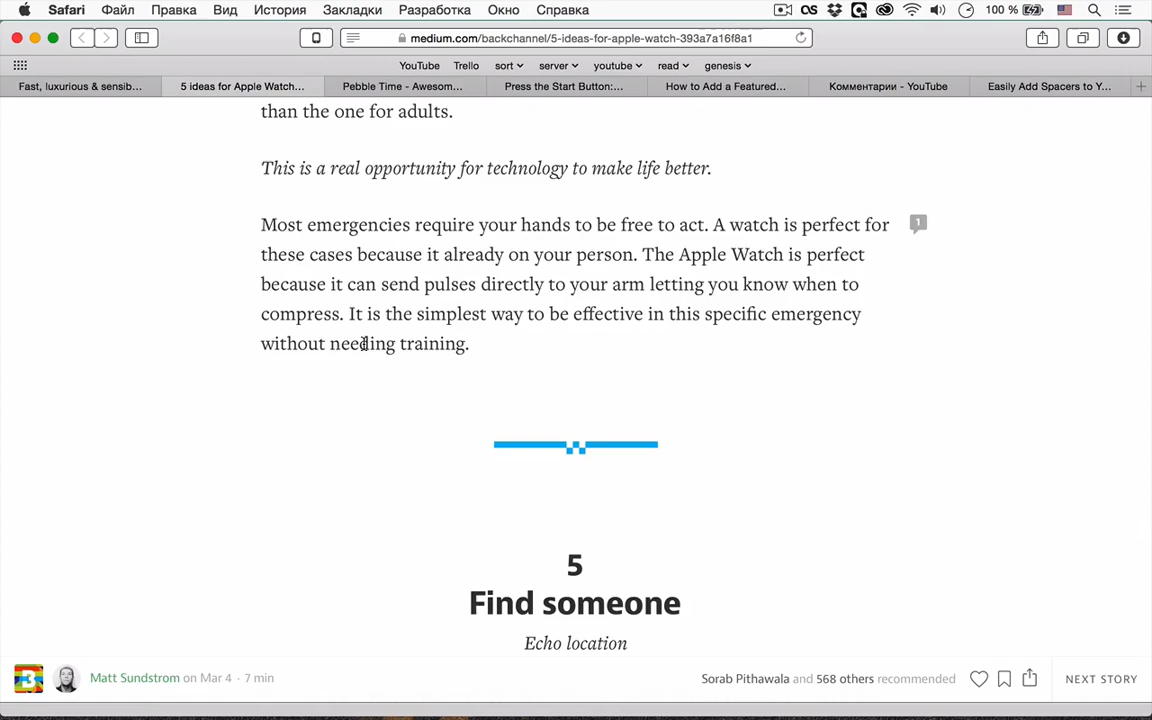 Safari Файл Правка Вид История Закладки Разработка Окно Справка 100 %
medium.com/backchannel/5-ideas-for-apple-watch-393a7a16f8a1
YouTube Trello sort server youtube read genesis
Fast, luxurious & sensib... 5 ideas for Apple Watch... Pebble Time - Awesom... Press the Start Button:... How to Add a Featured... Комментарии - YouTube Easily Add Spacers to Y...
than the one for adults.
This is a real opportunity for technology to make life better.
Most emergencies require your hands to be free to act. A watch is perfect for
1
these cases because it already on your person. The Apple Watch is perfect
because it can send pulses directly to your arm letting you know when to
compress. It is the simplest way to be effective in this specific emergency
without needing training.
5
Find someone
Echo location
Matt Sundstrom on Mar 4 · 7 min Sorab Pithawala and 568 others recommended NEXT STORY